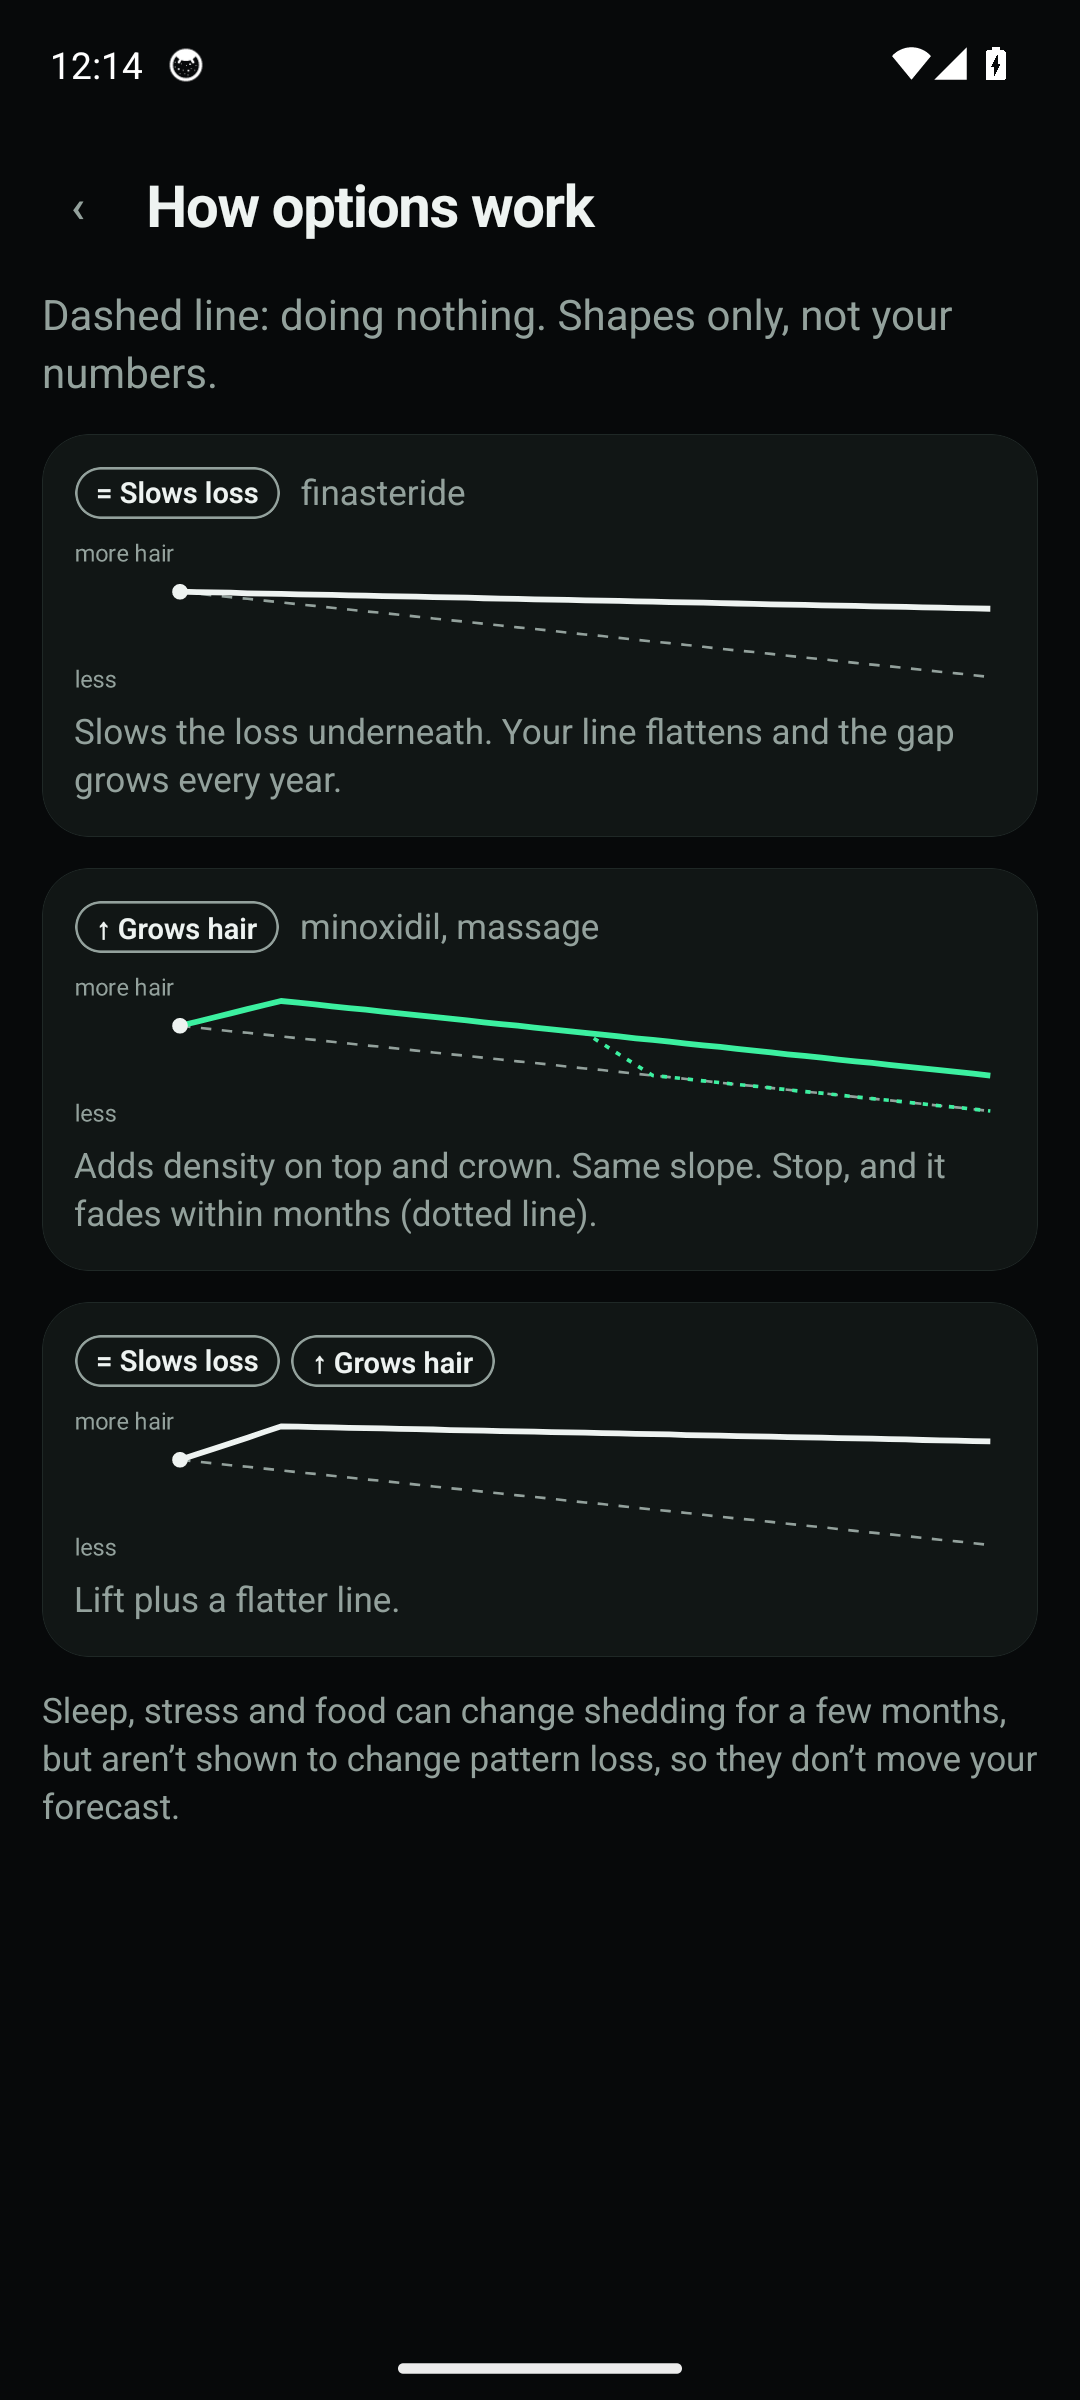 12:14
‹ How options work
Dashed line: doing nothing. Shapes only, not your
numbers.
= Slows loss finasteride
more hair
less
Slows the loss underneath. Your line flattens and the gap
grows every year.
↑ Grows hair minoxidil, massage
more hair
less
Adds density on top and crown. Same slope. Stop, and it
fades within months (dotted line).
= Slows loss ↑ Grows hair
more hair
less
Lift plus a flatter line.
Sleep, stress and food can change shedding for a few months,
but aren’t shown to change pattern loss, so they don’t move your
forecast.